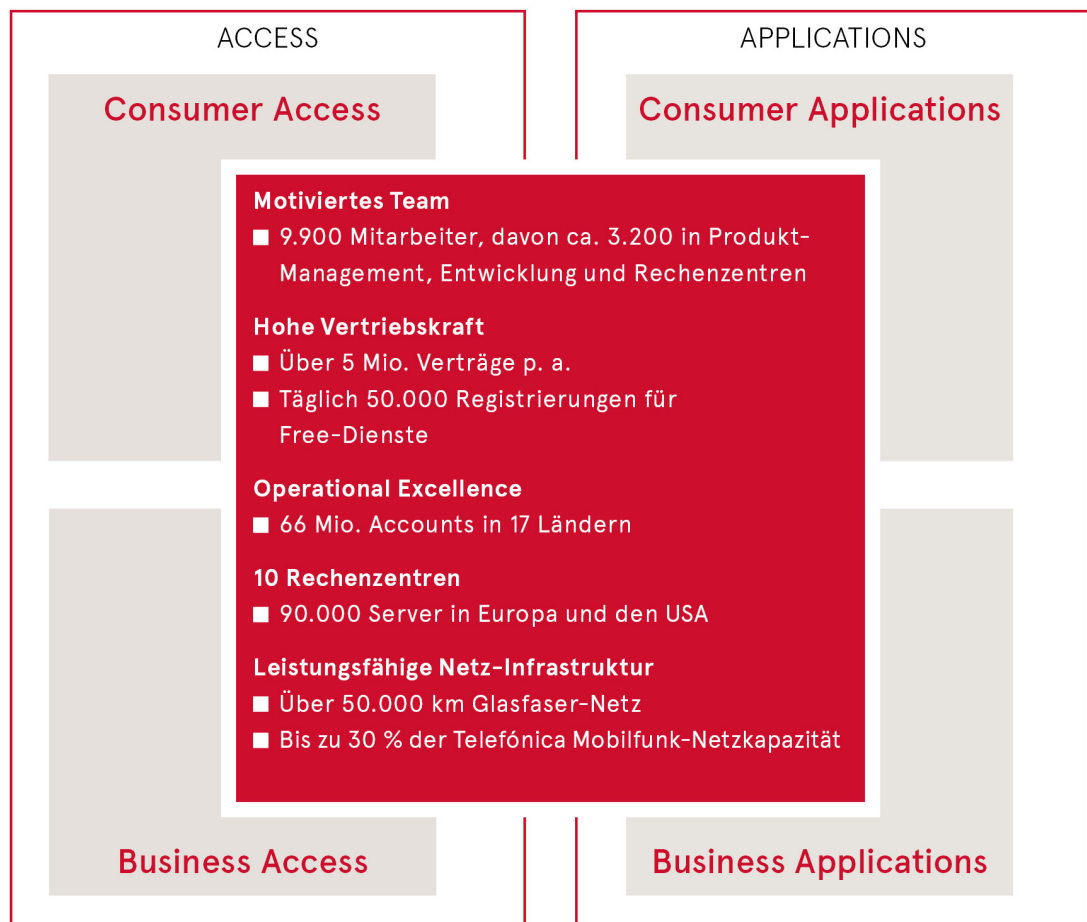 ACCESS
APPLICATIONS
Consumer Access
Consumer Applications
Motiviertes Team
■ 9.900 Mitarbeiter, davon ca. 3.200 in Produkt-
Management, Entwicklung und Rechenzentren
Hohe Vertriebskraft
■ Über 5 Mio. Verträge p. a.
■ Täglich 50.000 Registrierungen für
Free-Dienste
Operational Excellence
■ 66 Mio. Accounts in 17 Ländern
10 Rechenzentren
■ 90.000 Server in Europa und den USA
Leistungsfähige Netz-Infrastruktur
■ Über 50.000 km Glasfaser-Netz
■ Bis zu 30 % der Telefónica Mobilfunk-Netzkapazität
Business Access
Business Applications